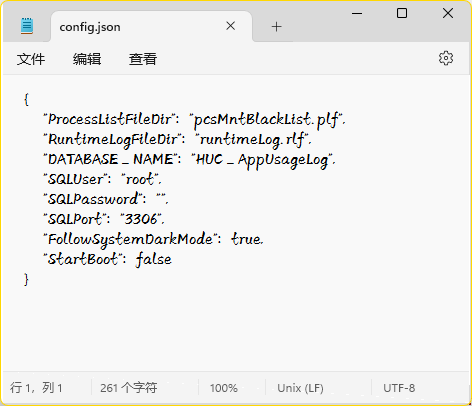 config.json
文件 编辑 查看
{
"ProcessListFileDir": "pcsMntBlackList.plf",
"RuntimeLogFileDir": "runtimeLog.rlf",
"DATABASE_NAME": "HUC_AppUsageLog",
"SQLUser": "root",
"SQLPassword": "",
"SQLPort": "3306",
"FollowSystemDarkMode": true,
"StartBoot": false
}
行 1, 列 1 261 个字符 100% Unix (LF) UTF-8